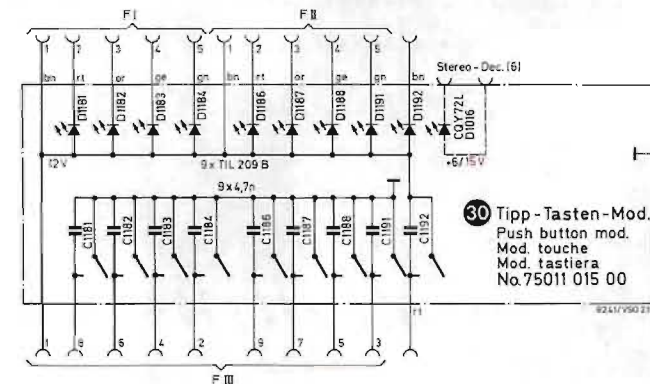 F I
F II
1 2 3 4 5 1 2 3 4 5
bn rt or ge gn bn rt or ge gn bn
Stereo-Dec. (6)
D1181 D1182 D1183 D1184 D1186 D1187 D1188 D1191 D1192
CQY72L
D1016
12V
9x TIL 209 B
+6/15V
9x4,7n
C1181 C1182 C1183 C1184 C1186 C1187 C1188 C1191 C1192
30 Tipp-Tasten-Mod.
Push button mod.
Mod. touche
Mod. tastiera
No. 75011 015 00
rt
1 8 6 4 2 9 7 5 3
F III